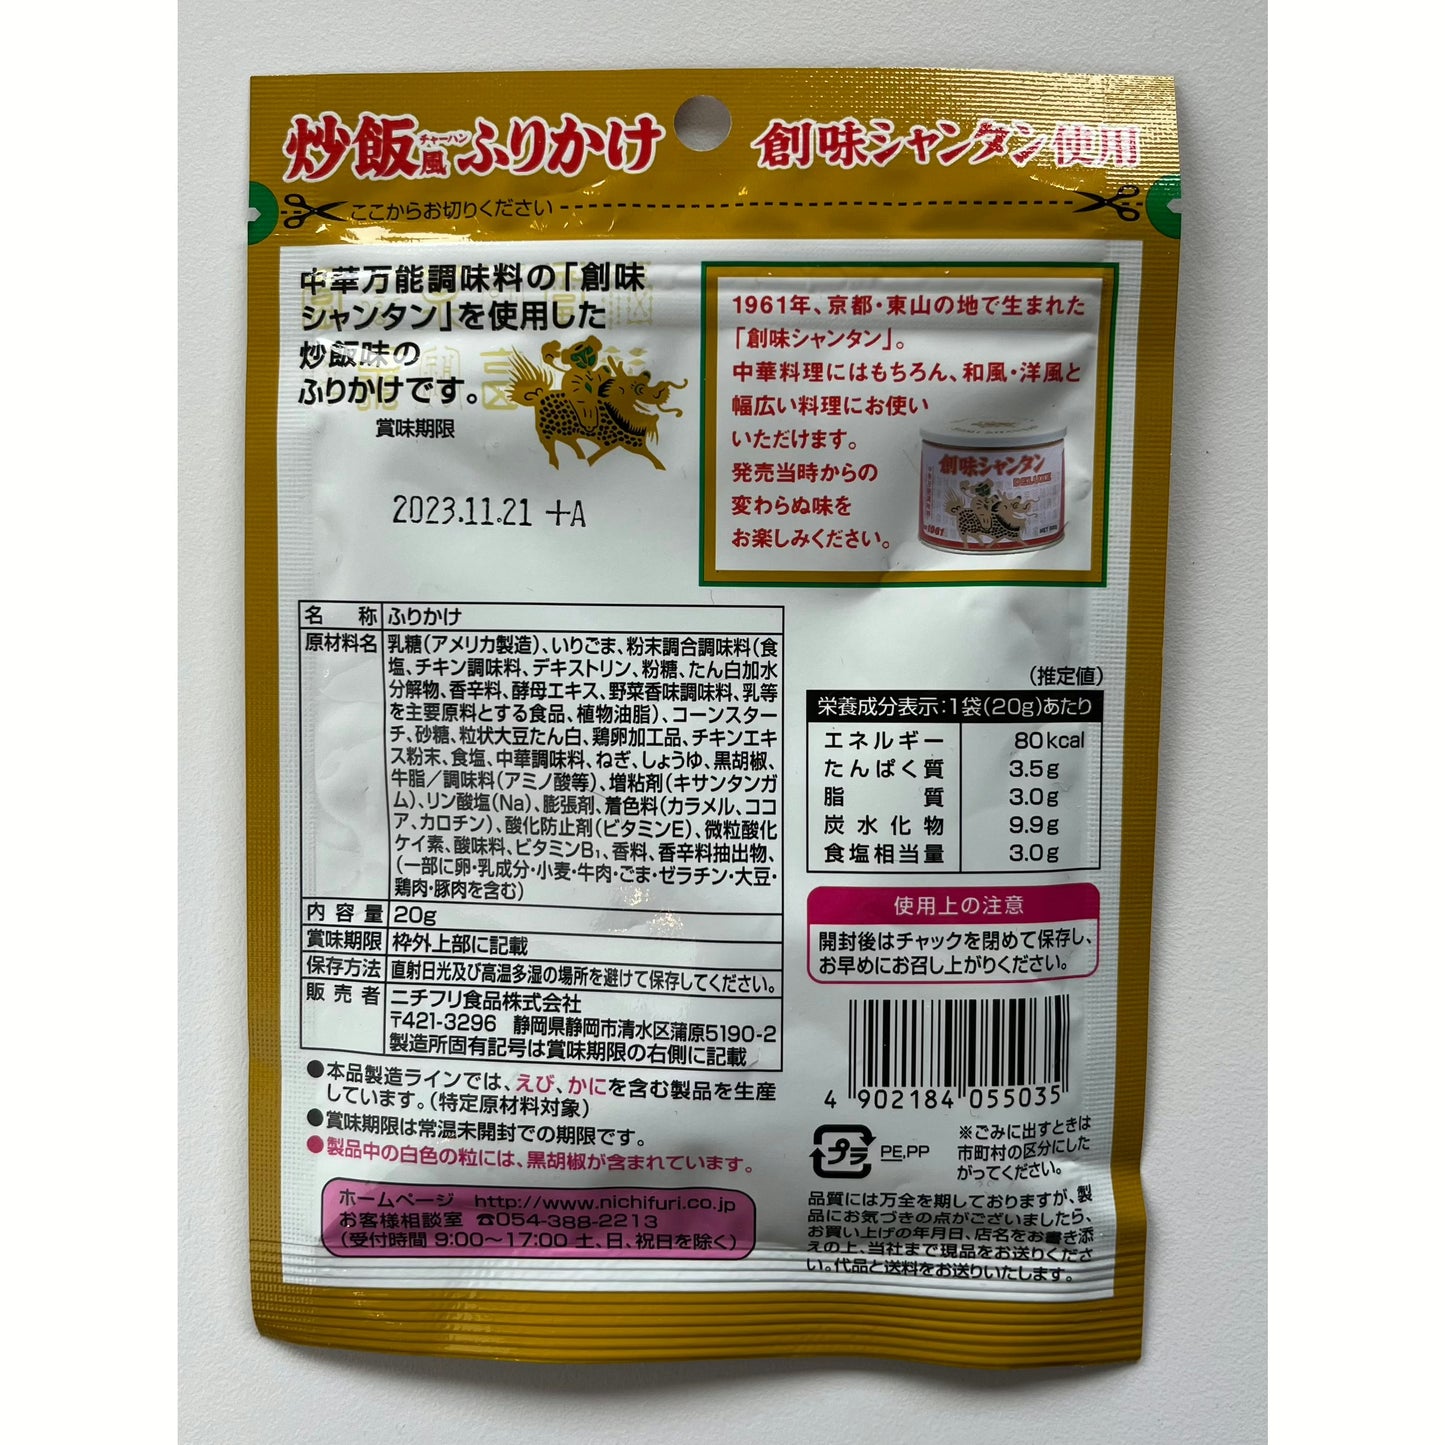 炒飯風ふりかけ
チャーハン
創味シャンタン使用
ここからお切りください
中華万能調味料の「創味
シャンタン」を使用した
炒飯味の
ふりかけです。
賞味期限
2023.11.21 +A
1961年、京都・東山の地で生まれた
「創味シャンタン」。
中華料理にはもちろん、和風・洋風と
幅広い料理にお使い
いただけます。
発売当時からの
変わらぬ味を
お楽しみください。
創味シャンタン
DELUXE
1961
名称 ふりかけ
原材料名 乳糖（アメリカ製造）、いりごま、粉末調合調味料（食
塩、チキン調味料、デキストリン、粉糖、たん白加水
分解物、香辛料、酵母エキス、野菜香味調味料、乳等
を主要原料とする食品、植物油脂）、コーンスター
チ、砂糖、粒状大豆たん白、鶏卵加工品、チキンエキ
ス粉末、食塩、中華調味料、ねぎ、しょうゆ、黒胡椒、
牛脂／調味料（アミノ酸等）、増粘剤（キサンタンガ
ム）、リン酸塩（Na）、膨張剤、着色料（カラメル、ココ
ア、カロチン）、酸化防止剤（ビタミンE）、微粒酸化
ケイ素、酸味料、ビタミンB₁、香料、香辛料抽出物、
（一部に卵・乳成分・小麦・牛肉・ごま・ゼラチン・大豆・
鶏肉・豚肉を含む）
内容量 20g
賞味期限 枠外上部に記載
保存方法 直射日光及び高温多湿の場所を避けて保存してください。
販売者 ニチフリ食品株式会社
〒421-3296 静岡県静岡市清水区蒲原5190-2
製造所固有記号は賞味期限の右側に記載
●本品製造ラインでは、えび、かにを含む製品を生産
しています。（特定原材料対象）
●賞味期限は常温未開封での期限です。
●製品中の白色の粒には、黒胡椒が含まれています。
ホームページ http://www.nichifuri.co.jp
お客様相談室 ☎054-388-2213
（受付時間 9:00〜17:00 土、日、祝日を除く）
（推定値）
栄養成分表示：1袋（20g）あたり
エネルギー 80kcal
たんぱく質 3.5g
脂質 3.0g
炭水化物 9.9g
食塩相当量 3.0g
使用上の注意
開封後はチャックを閉めて保存し、
お早めにお召し上がりください。
4 902184 055035
プラ PE,PP
※ごみに出すときは
市町村の区分にした
がってください。
品質には万全を期しておりますが、製
品にお気づきの点がございましたら、
お買い上げの年月日、店名をお書き添
えの上、当社まで現品をお送りくださ
い。代品と送料をお送りいたします。